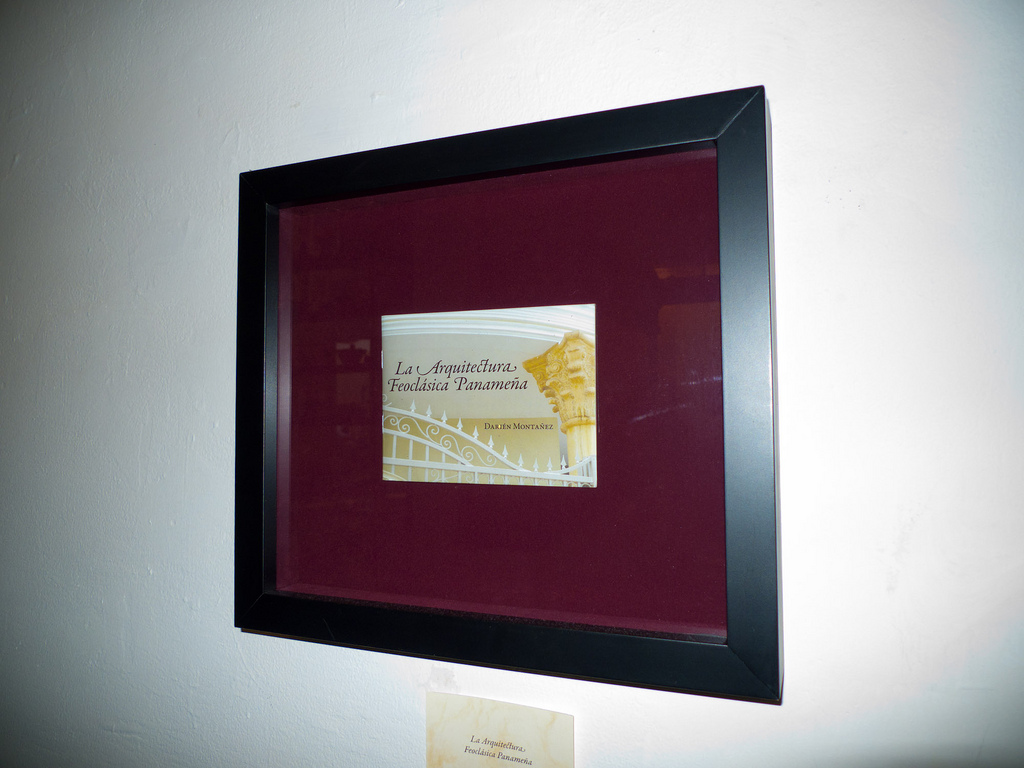 La Arquitectura
Feoclásica Panameña
Darién Montañez
La Arquitectura
Feoclásica Panameña